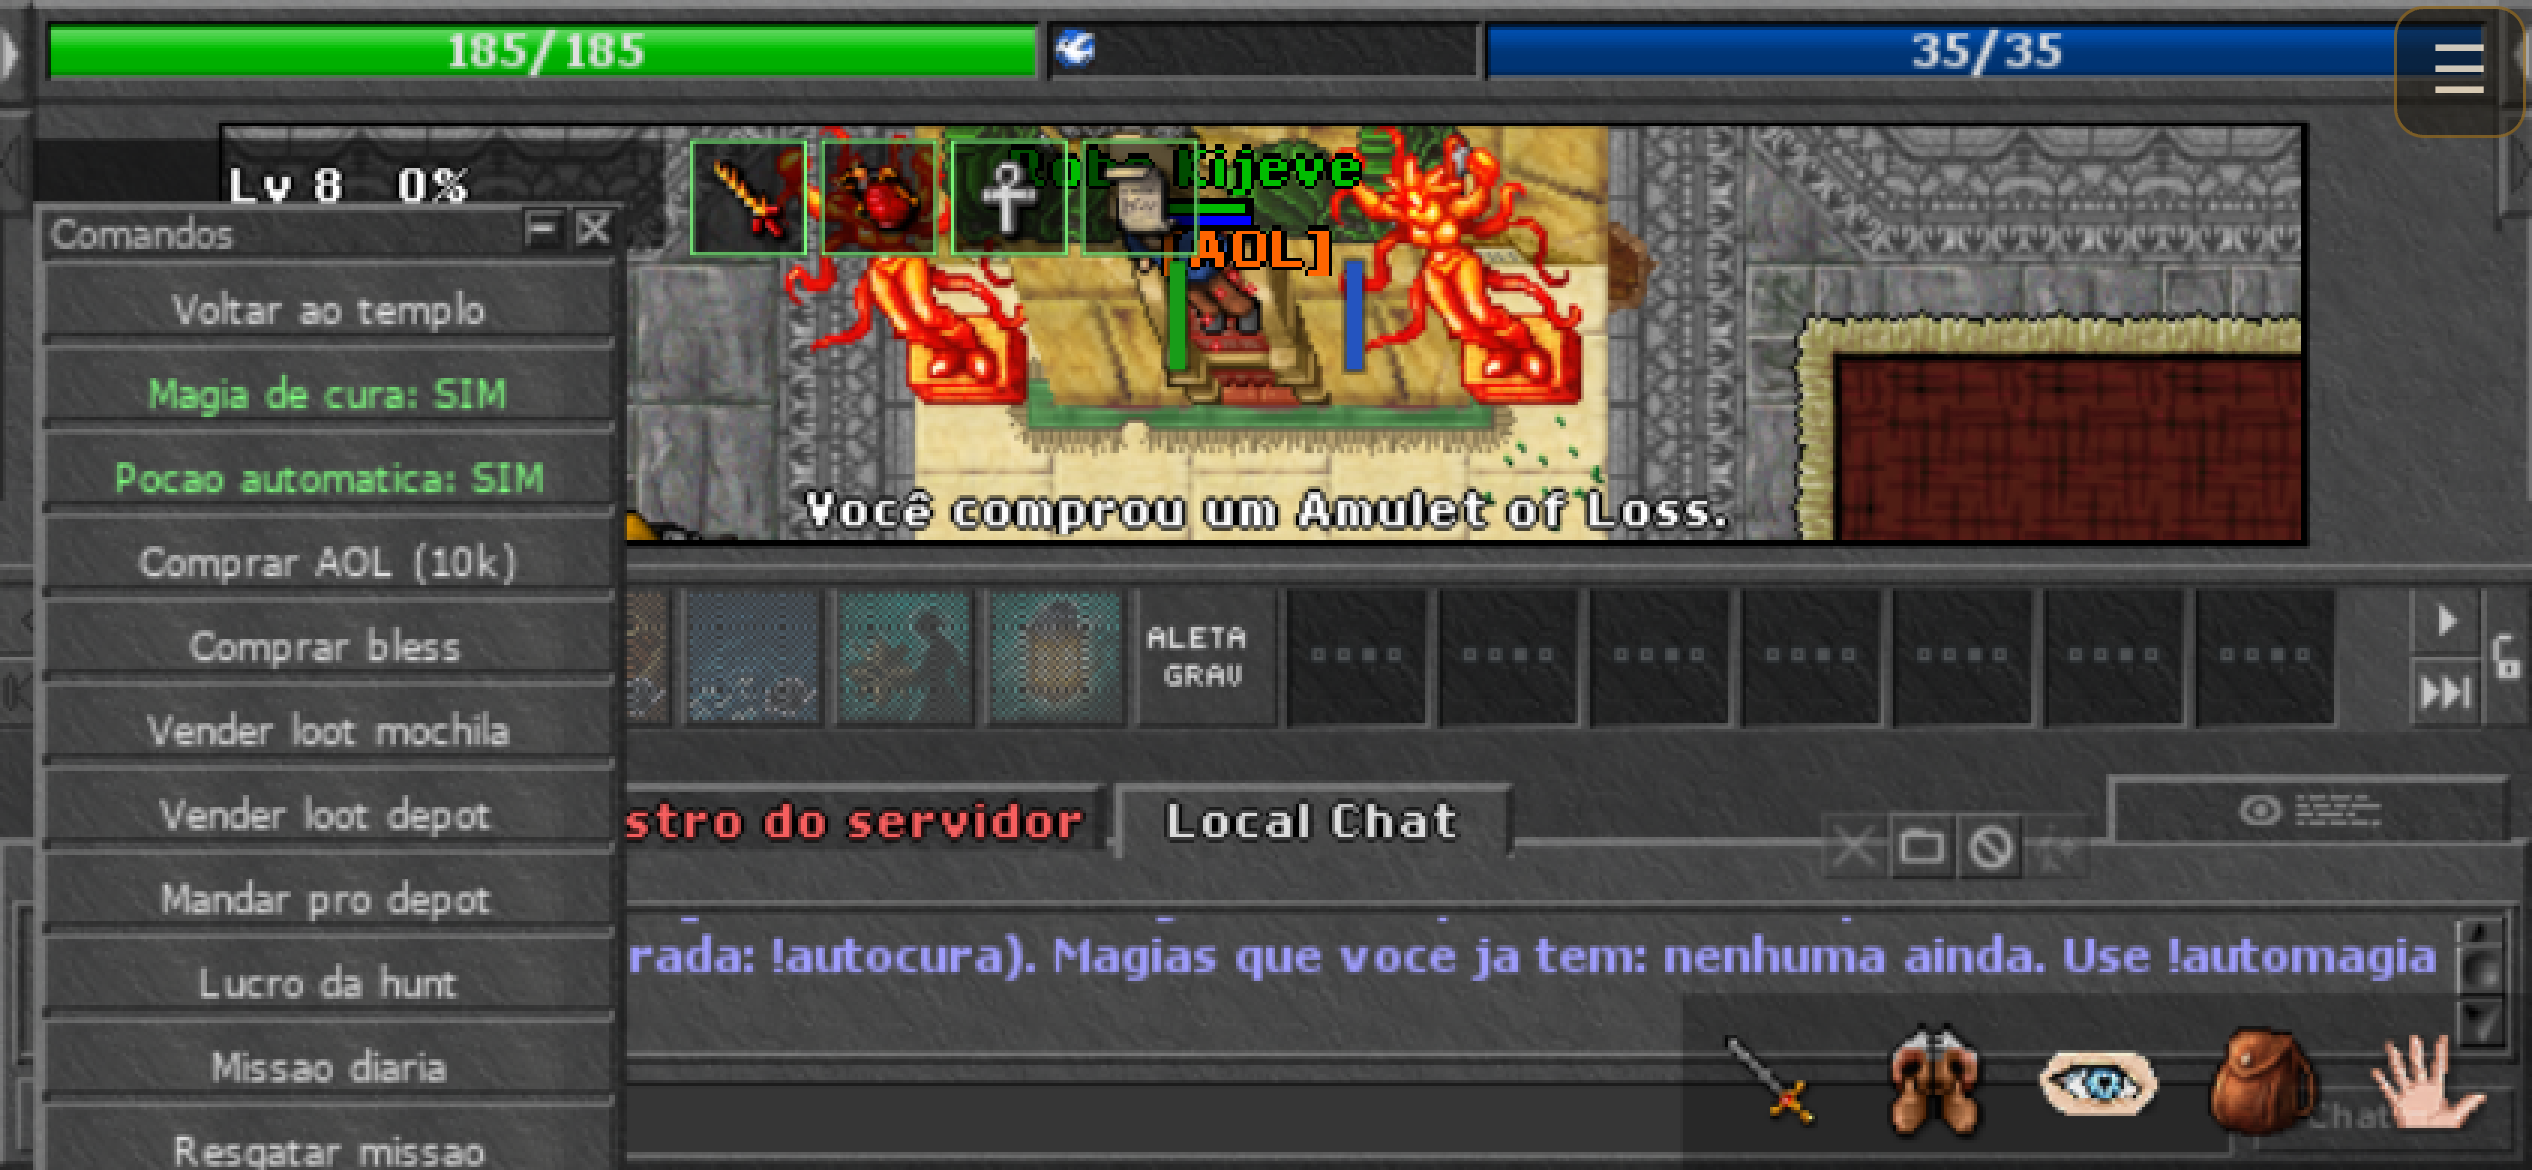 185/185
35/35
Lv 8 0%
Kijeve
[AOL]
Comandos
Voltar ao templo
Magia de cura: SIM
Pocao automatica: SIM
Comprar AOL (10k)
Comprar bless
Vender loot mochila
Vender loot depot
Mandar pro depot
Lucro da hunt
Missao diaria
Resgatar missao
Você comprou um Amulet of Loss.
ALETA
GRAV
stro do servidor
Local Chat
rada: !autocura). Magias que voce ja tem: nenhuma ainda. Use !automagia
Chat